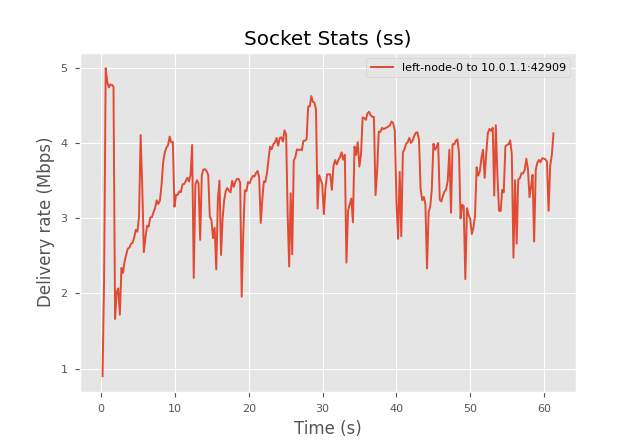 Socket Stats (ss)
left-node-0 to 10.0.1.1:42909
Delivery rate (Mbps)
5
4
3
2
1
0 10 20 30 40 50 60
Time (s)